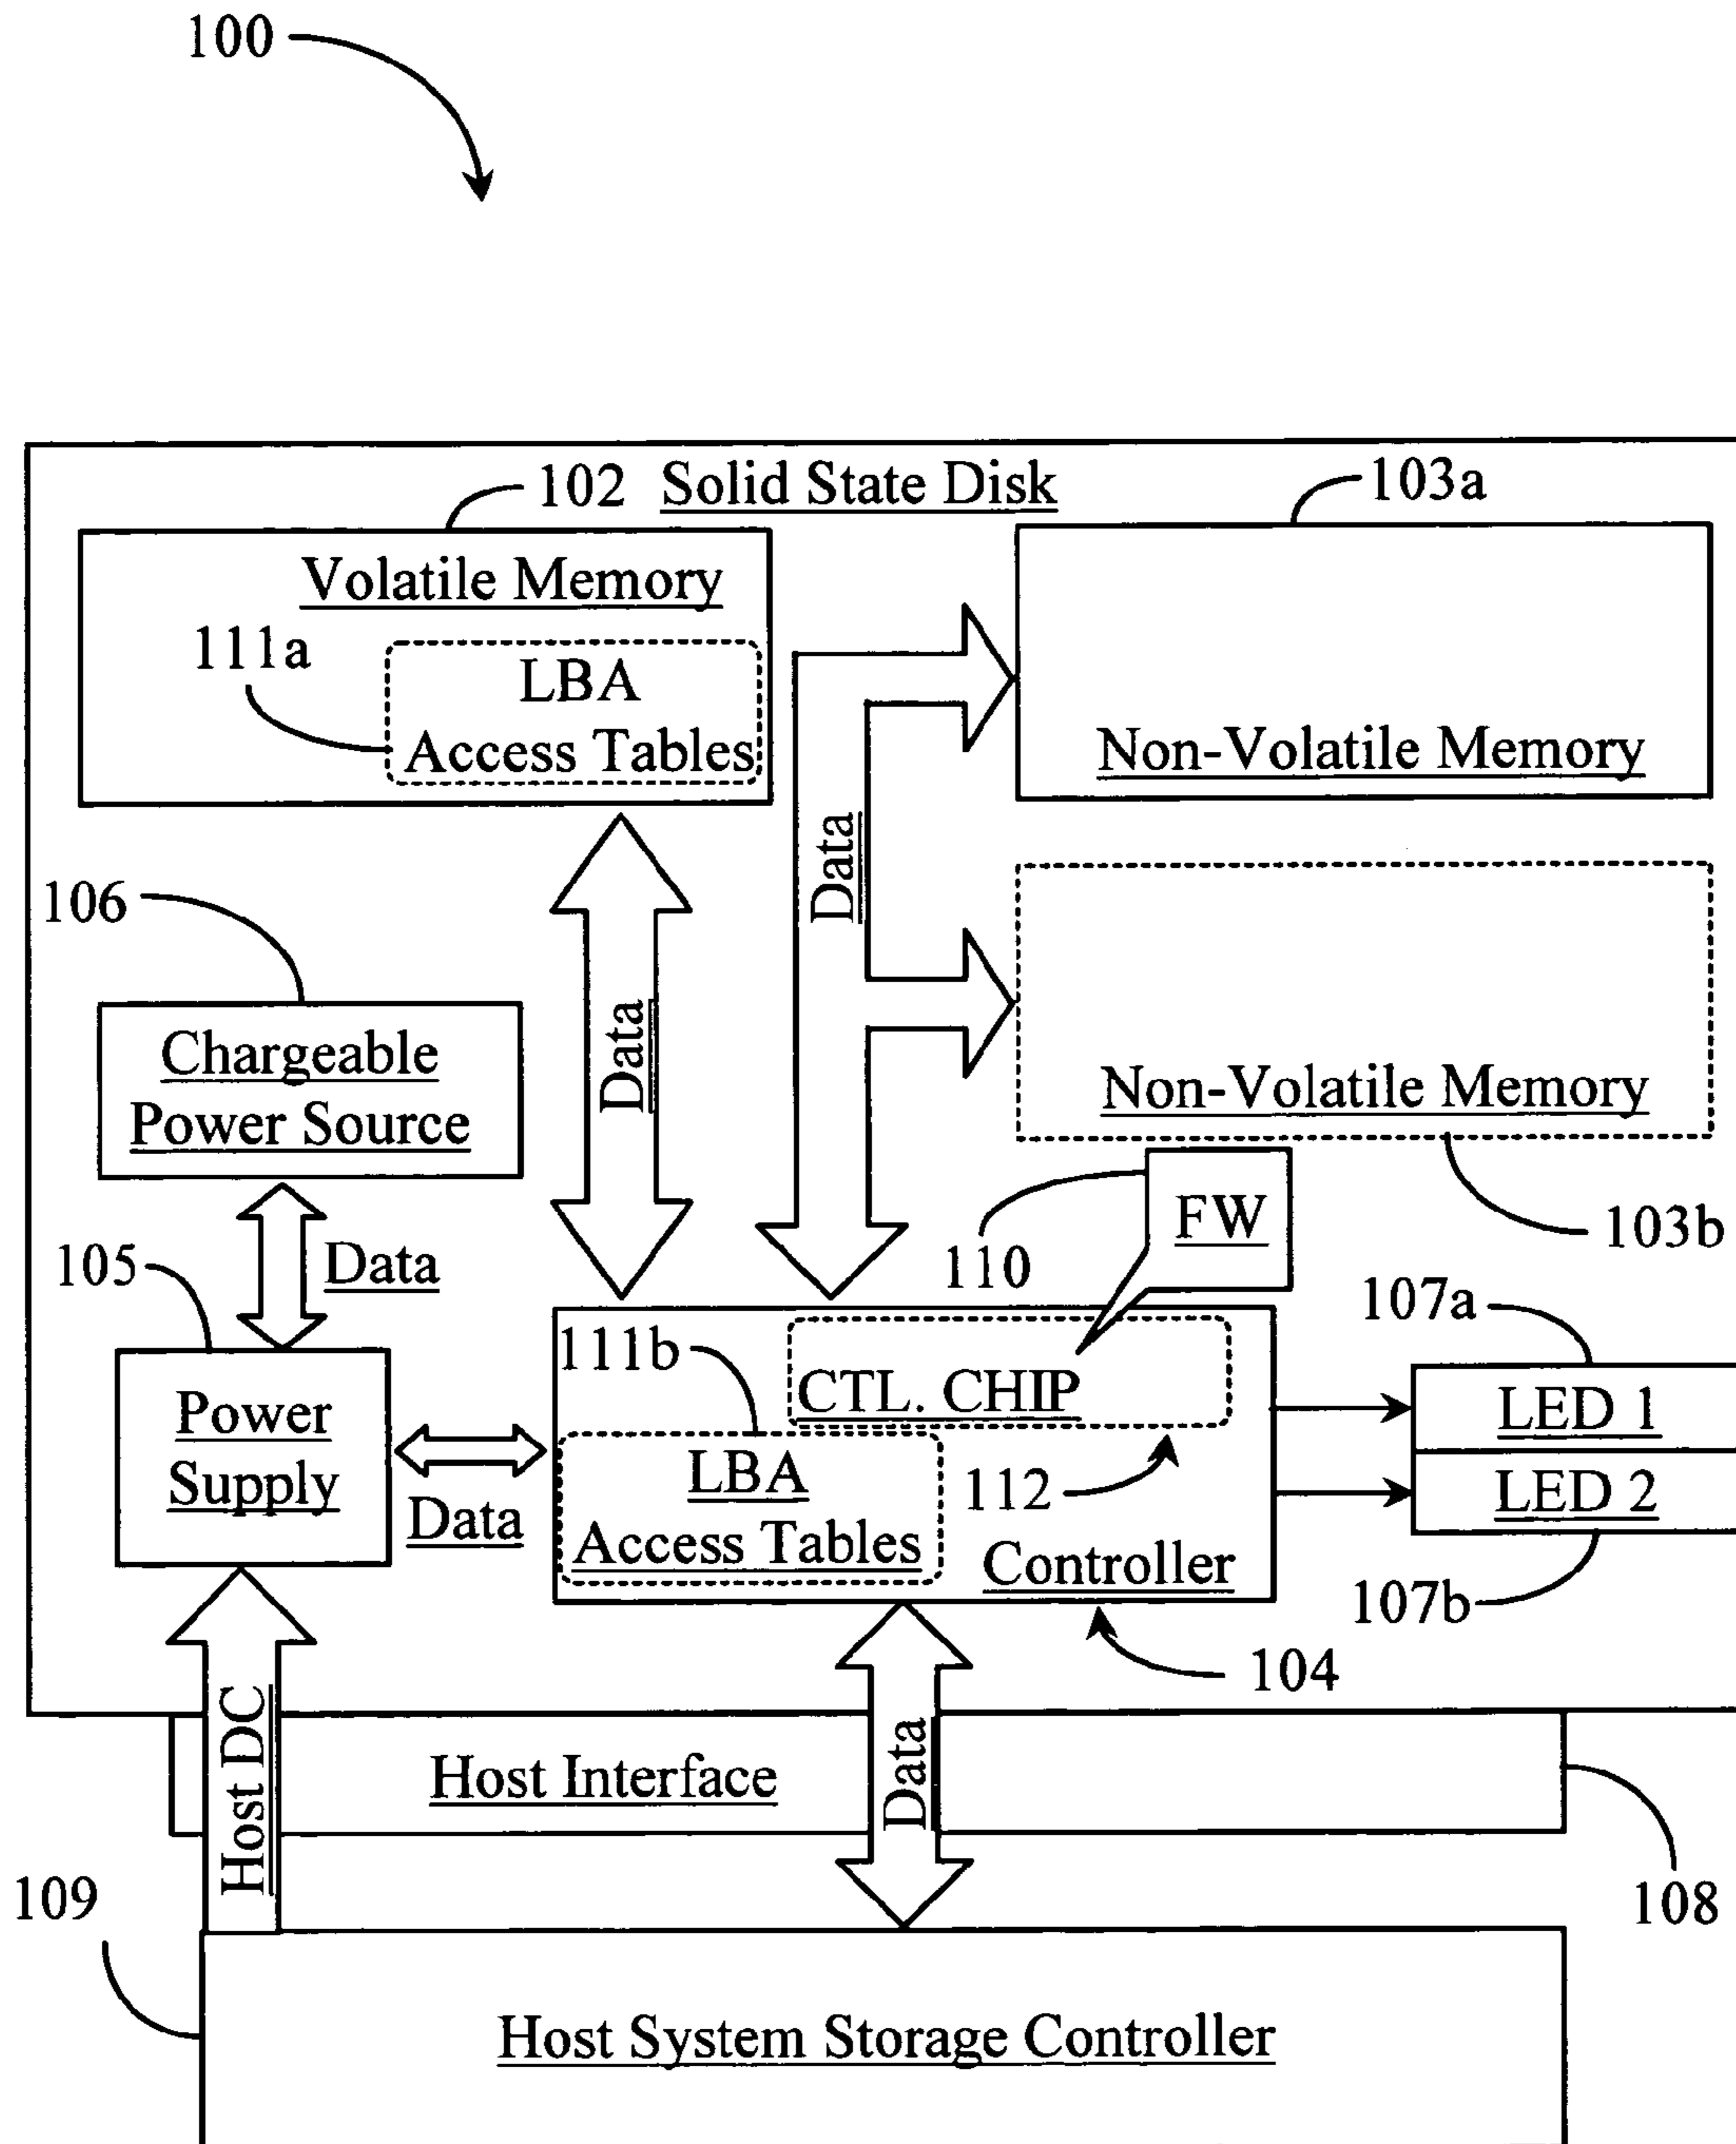 100
102
Solid State Disk
103a
Volatile Memory
111a
LBA
Access Tables
Non-Volatile Memory
Data
106
Chargeable
Power Source
Data
Non-Volatile Memory
103b
105
Data
110
FW
107a
111b
CTL. CHIP
LED 1
Power
Supply
Data
LBA
Access Tables
112
LED 2
Controller
107b
104
Host DC
Host Interface
Data
109
108
Host System Storage Controller